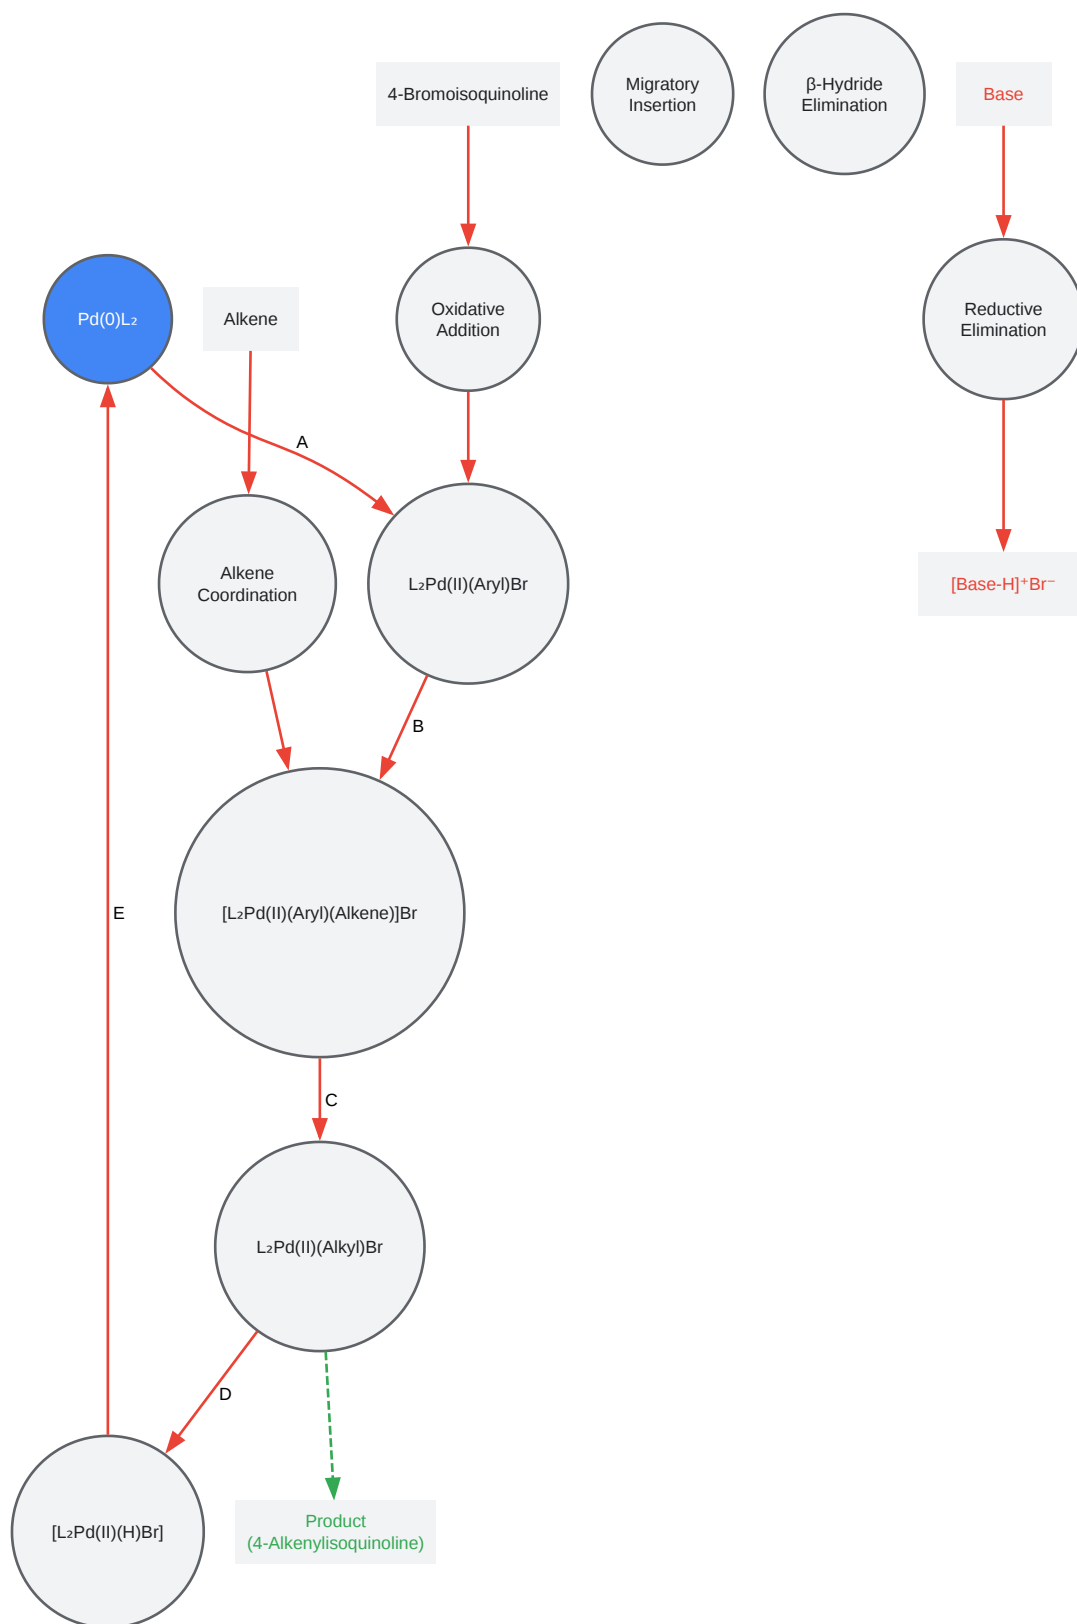 4-Bromoisoquinoline
Migratory
Insertion
β-Hydride
Elimination
Base
Pd(0)L₂
Alkene
Oxidative
Addition
Reductive
Elimination
A
Alkene
Coordination
L₂Pd(II)(Aryl)Br
[Base-H]⁺Br⁻
B
[L₂Pd(II)(Aryl)(Alkene)]Br
E
C
L₂Pd(II)(Alkyl)Br
D
[L₂Pd(II)(H)Br]
Product
(4-Alkenylisoquinoline)